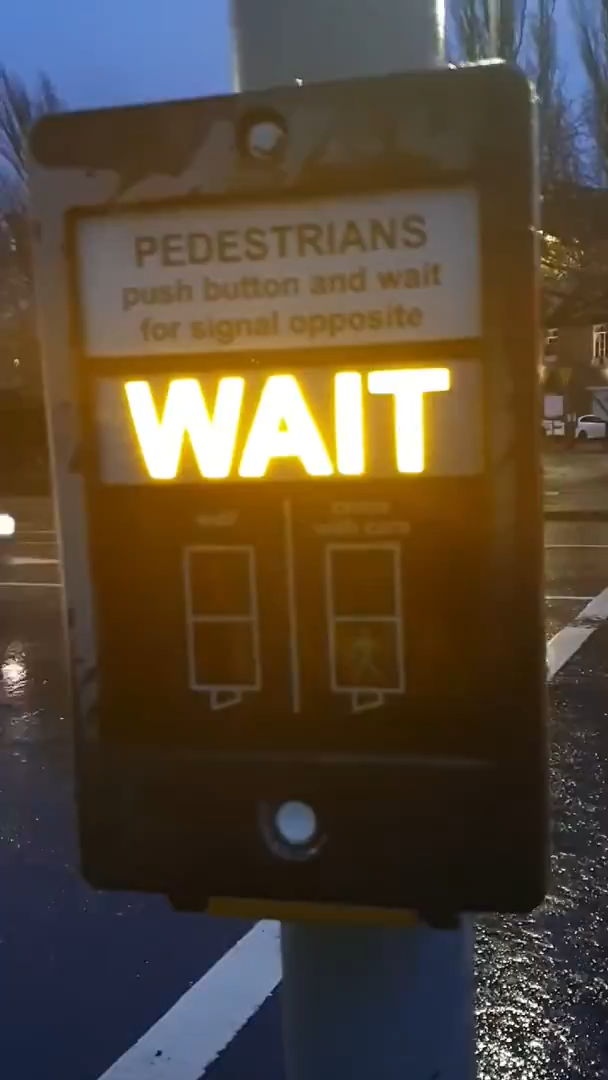 PEDESTRIANS
push button and wait
for signal opposite
WAIT
wait
cross
with care